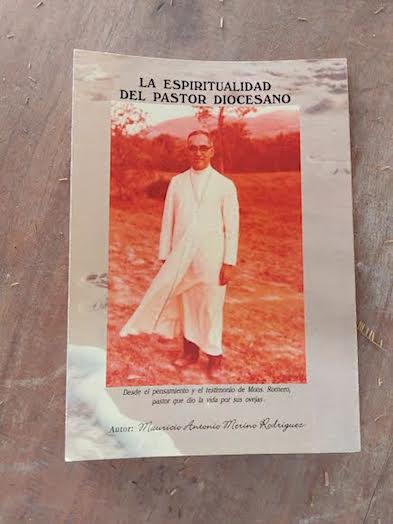 LA ESPIRITUALIDAD
DEL PASTOR DIOCESANO
Desde el pensamiento y el testimonio de Mons. Romero,
pastor que dio la vida por sus ovejas.
Autor: Mauricio Antonio Merino Rodriguez